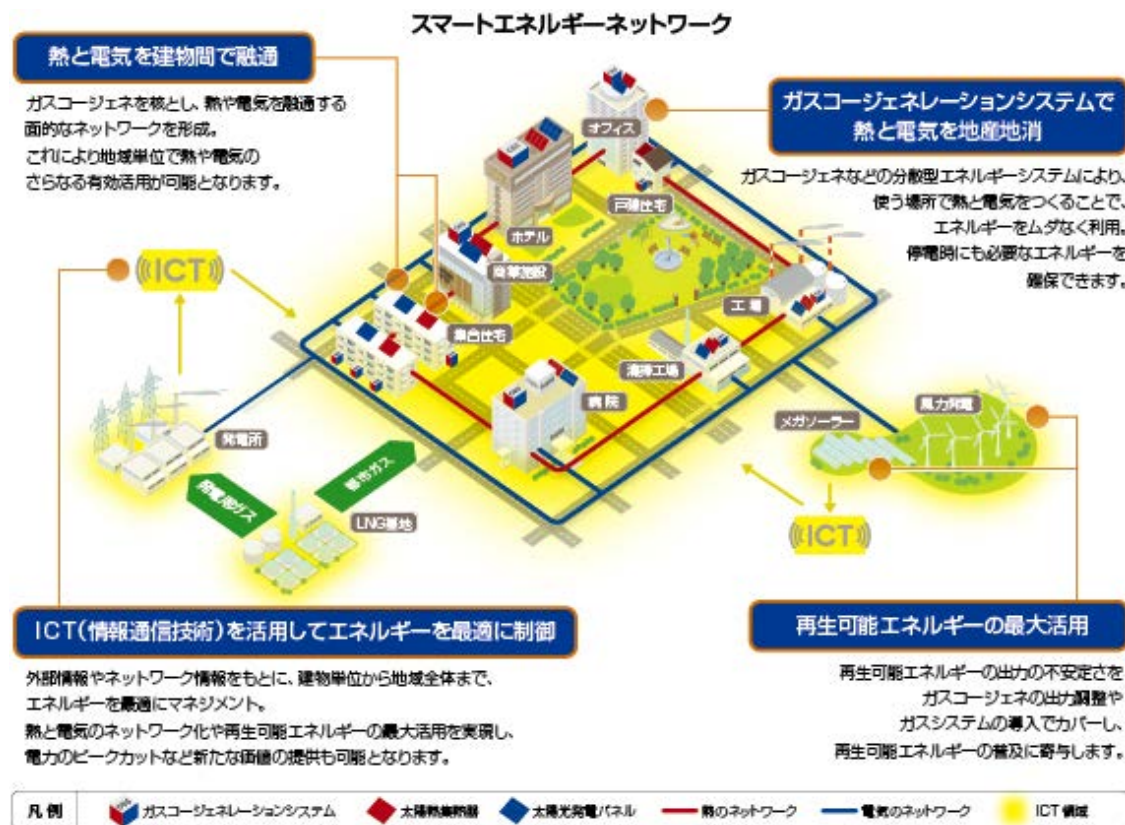 スマートエネルギーネットワーク
熱と電気を建物間で融通
ガスコージェネを核とし、熱や電気を融通する
面的なネットワークを形成。
これにより地域単位で熱や電気の
さらなる有効活用が可能となります。
ガスコージェネレーションシステムで
熱と電気を地産地消
ガスコージェネなどの分散型エネルギーシステムにより、
使う場所で熱と電気をつくることで、
エネルギーをムダなく利用。
停電時にも必要なエネルギーを
確保できます。
オフィス
戸建住宅
ホテル
商業施設
集合住宅
工場
清掃工場
病院
ICT
発電所
発電用ガス
都市ガス
LNG基地
メガソーラー
風力発電
ICT
ICT(情報通信技術)を活用してエネルギーを最適に制御
外部情報やネットワーク情報をもとに、建物単位から地域全体まで、
エネルギーを最適にマネジメント。
熱と電気のネットワーク化や再生可能エネルギーの最大活用を実現し、
電力のピークカットなど新たな価値の提供も可能となります。
再生可能エネルギーの最大活用
再生可能エネルギーの出力の不安定さを
ガスコージェネの出力調整や
ガスシステムの導入でカバーし、
再生可能エネルギーの普及に寄与します。
凡例 ガスコージェネレーションシステム 太陽熱集熱器 太陽光発電パネル 熱のネットワーク 電気のネットワーク ICT領域